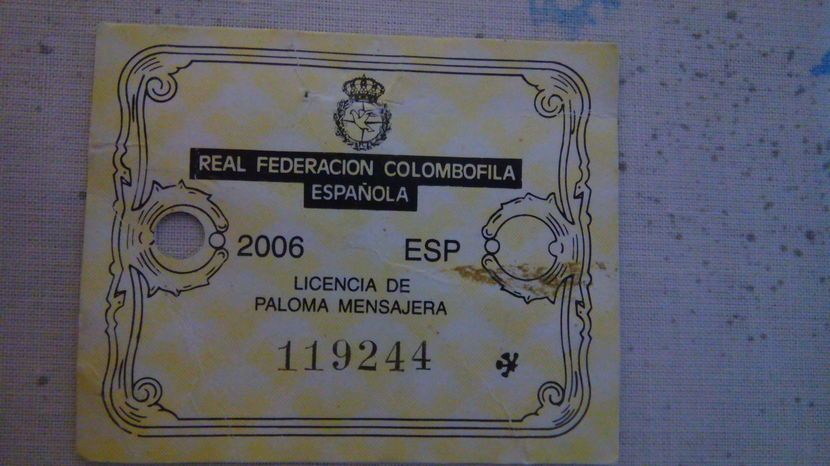 REAL FEDERACION COLOMBOFILA
ESPAÑOLA
2006 ESP
LICENCIA DE
PALOMA MENSAJERA
119244